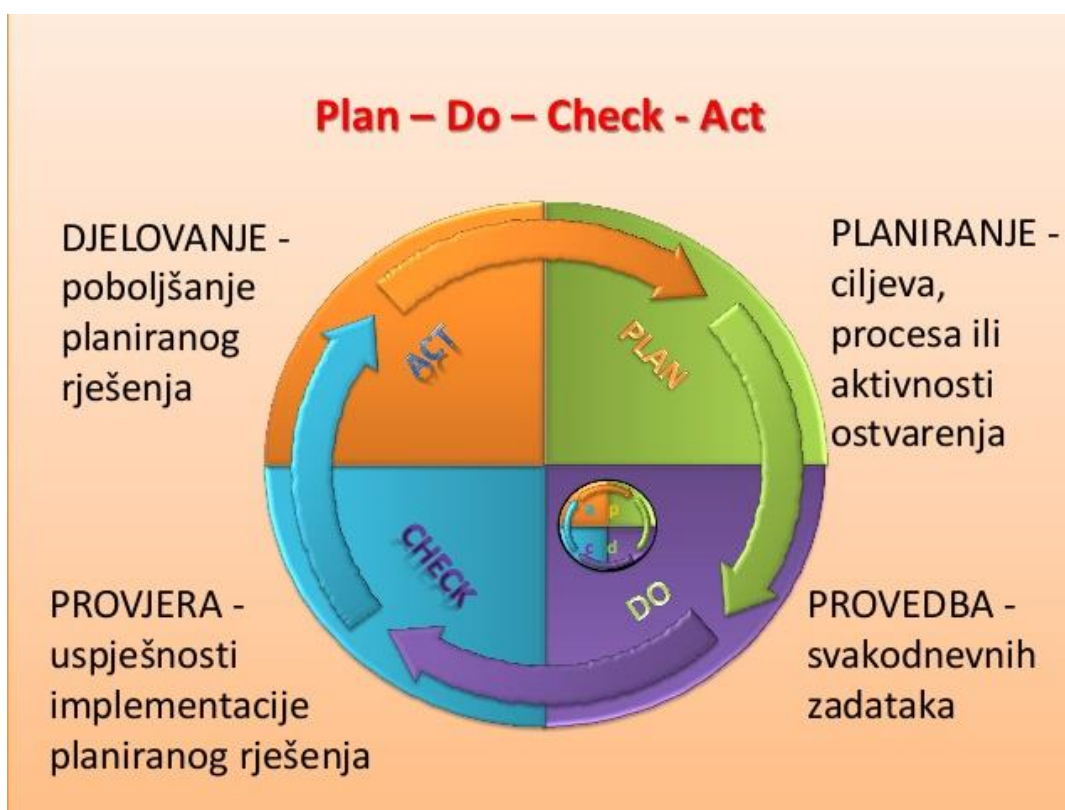 Plan – Do – Check - Act
DJELOVANJE -
poboljšanje
planiranog
rješenja
PLANIRANJE -
ciljeva,
procesa ili
aktivnosti
ostvarenja
ACT
PLAN
a p
c d
CHECK
DO
PROVJERA -
uspješnosti
implementacije
planiranog rješenja
PROVEDBA -
svakodnevnih
zadataka